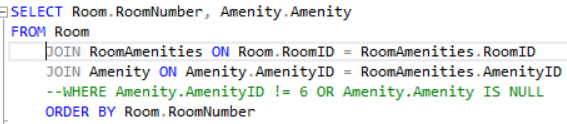 SELECT Room.RoomNumber, Amenity.Amenity
FROM Room
JOIN RoomAmenities ON Room.RoomID = RoomAmenities.RoomID
JOIN Amenity ON Amenity.AmenityID = RoomAmenities.AmenityID
--WHERE Amenity.AmenityID != 6 OR Amenity.Amenity IS NULL
ORDER BY Room.RoomNumber